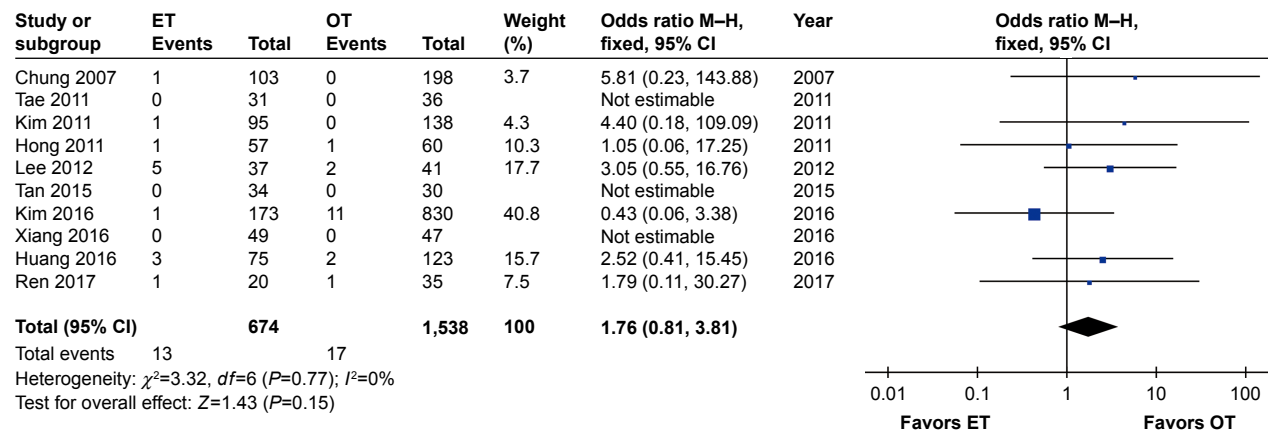 Study or subgroup ET Events Total OT Events Total Weight (%) Odds ratio M–H, fixed, 95% CI Year Odds ratio M–H, fixed, 95% CI
Chung 2007 1 103 0 198 3.7 5.81 (0.23, 143.88) 2007
Tae 2011 0 31 0 36 Not estimable 2011
Kim 2011 1 95 0 138 4.3 4.40 (0.18, 109.09) 2011
Hong 2011 1 57 1 60 10.3 1.05 (0.06, 17.25) 2011
Lee 2012 5 37 2 41 17.7 3.05 (0.55, 16.76) 2012
Tan 2015 0 34 0 30 Not estimable 2015
Kim 2016 1 173 11 830 40.8 0.43 (0.06, 3.38) 2016
Xiang 2016 0 49 0 47 Not estimable 2016
Huang 2016 3 75 2 123 15.7 2.52 (0.41, 15.45) 2016
Ren 2017 1 20 1 35 7.5 1.79 (0.11, 30.27) 2017
Total (95% CI) 674 1,538 100 1.76 (0.81, 3.81)
Total events 13 17
Heterogeneity: χ²=3.32, df=6 (P=0.77); I²=0%
Test for overall effect: Z=1.43 (P=0.15)
0.01 0.1 1 10 100
Favors ET Favors OT